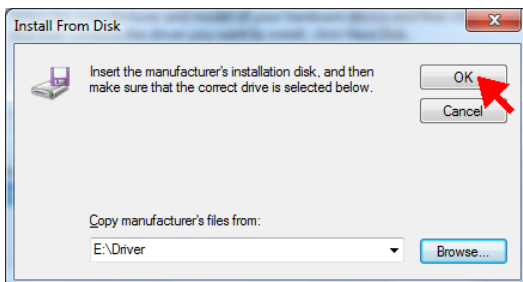 Install From Disk
Insert the manufacturer's installation disk, and then
make sure that the correct drive is selected below.
OK
Cancel
Copy manufacturer's files from:
E:\Driver
Browse...